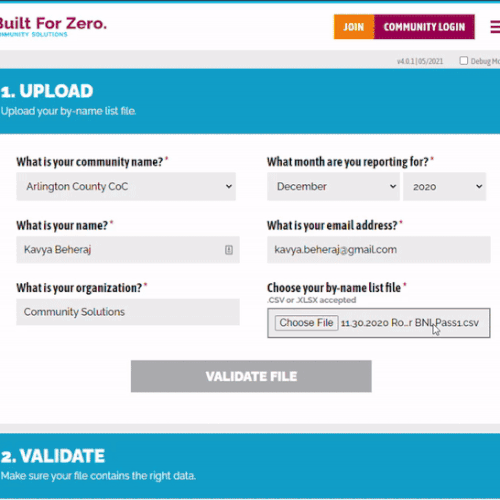 Built For Zero.
COMMUNITY SOLUTIONS
JOIN
COMMUNITY LOGIN
v4.0.1 | 05/2021
Debug Mo
1. UPLOAD
Upload your by-name list file.
What is your community name? *
What month are you reporting for? *
Arlington County CoC
December
2020
What is your name? *
What is your email address? *
Kavya Beheraj
kavya.beheraj@gmail.com
What is your organization? *
Choose your by-name list file *
.CSV or .XLSX accepted
Community Solutions
Choose File 11.30.2020 Ro...r BNL Pass1.csv
VALIDATE FILE
2. VALIDATE
Make sure your file contains the right data.